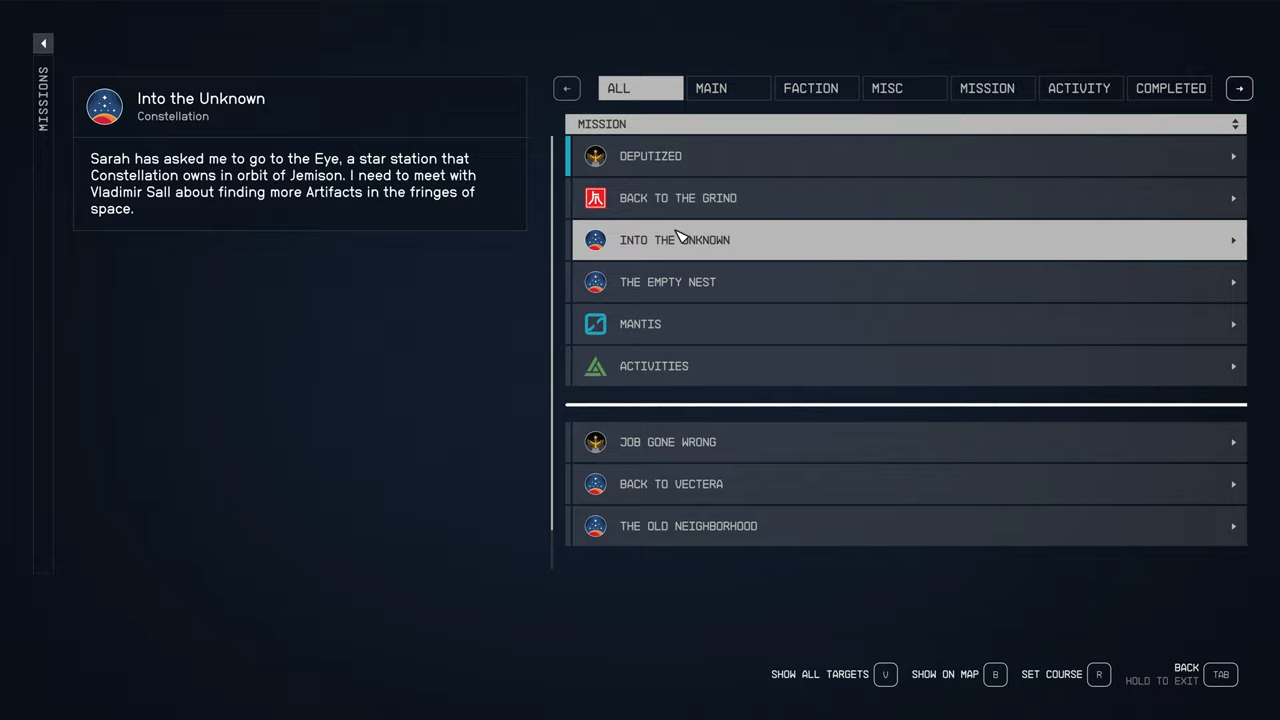 MISSIONS
Into the Unknown
Constellation
Sarah has asked me to go to the Eye, a star station that
Constellation owns in orbit of Jemison. I need to meet with
Vladimir Sall about finding more Artifacts in the fringes of
space.
ALL MAIN FACTION MISC MISSION ACTIVITY COMPLETED
MISSION
DEPUTIZED
BACK TO THE GRIND
INTO THE UNKNOWN
THE EMPTY NEST
MANTIS
ACTIVITIES
JOB GONE WRONG
BACK TO VECTERA
THE OLD NEIGHBORHOOD
SHOW ALL TARGETS V SHOW ON MAP B SET COURSE R BACK TAB
HOLD TO EXIT